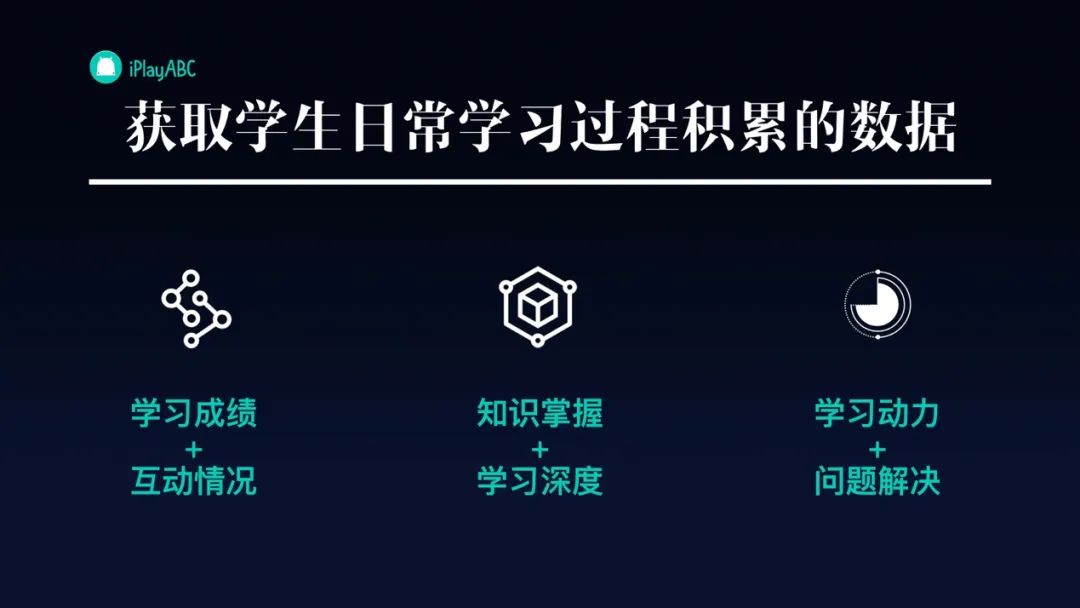 iPlayABC
获取学生日常学习过程积累的数据
学习成绩
+
互动情况
知识掌握
+
学习深度
学习动力
+
问题解决